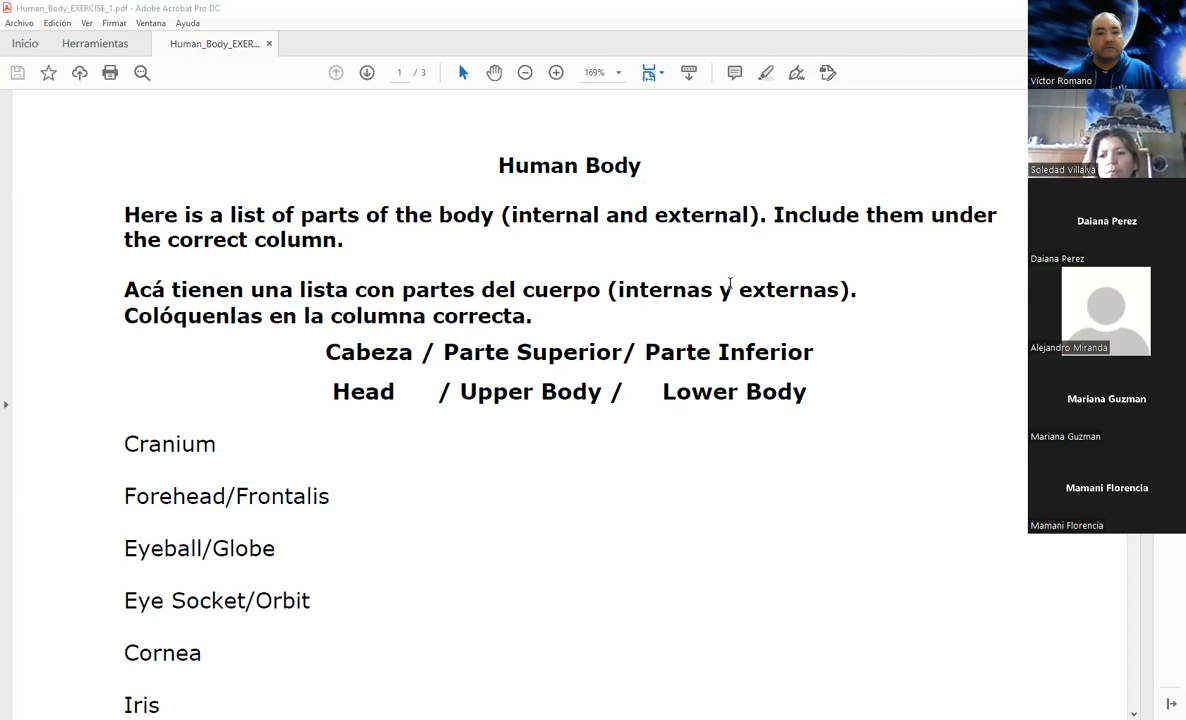 Human_Body_EXERCISE_1.pdf - Adobe Acrobat Pro DC
Archivo Edición Ver Firmar Ventana Ayuda
Inicio Herramientas Human_Body_EXER... ×
1 / 3 169%
Human Body
Here is a list of parts of the body (internal and external). Include them under
the correct column.
Acá tienen una lista con partes del cuerpo (internas y externas).
Colóquenlas en la columna correcta.
Cabeza / Parte Superior/ Parte Inferior
Head / Upper Body / Lower Body
Cranium
Forehead/Frontalis
Eyeball/Globe
Eye Socket/Orbit
Cornea
Iris
Víctor Romano
Soledad Villalva
Daiana Perez
Daiana Perez
Alejandro Miranda
Mariana Guzman
Mariana Guzman
Mamani Florencia
Mamani Florencia